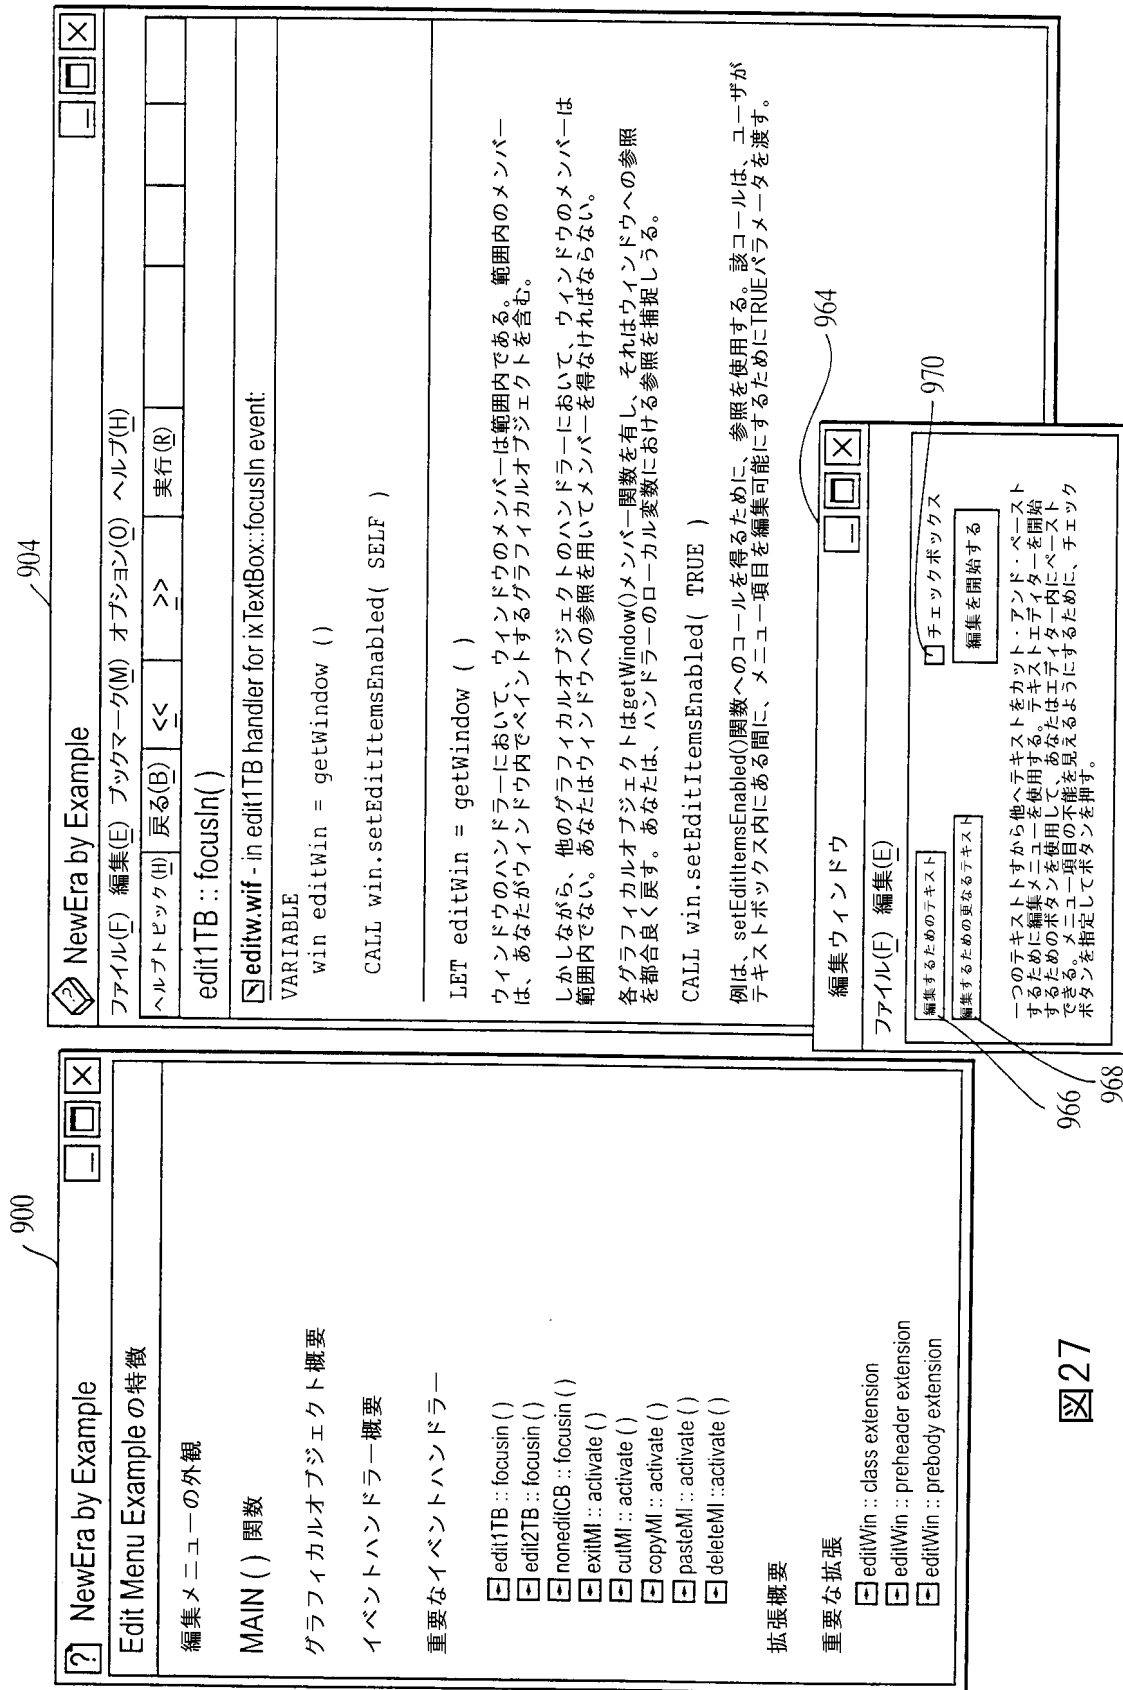 900
? NewEra by Example
Edit Menu Example の特徴
編集メニューの外観
MAIN ( ) 関数
グラフィカルオブジェクト概要
イベントハンドラー概要
重要なイベントハンドラー
edit1TB :: focusin ( )
edit2TB :: focusin ( )
noneditCB :: focusin ( )
exitMI :: activate ( )
cutMI :: activate ( )
copyMI :: activate ( )
pasteMI :: activate ( )
deleteMI ::activate ( )
拡張概要
重要な拡張
editWin :: class extension
editWin :: preheader extension
editWin :: prebody extension
904
? NewEra by Example
ファイル(F) 編集(E) ブックマーク(M) オプション(O) ヘルプ(H)
ヘルプトピック(H) 戻る(B) << >> 実行(R)
edit1TB :: focusIn( )
editw.wif - in edit1TB handler for ixTextBox::focusIn event:
VARIABLE
win editWin = getWindow ()
CALL win.setEditItemsEnabled( SELF )
LET editWin = getWindow ( )
ウィンドウのハンドラーにおいて、ウィンドウのメンバーは範囲内である。範囲内のメンバー
は、あなたがウィンドウ内でペイントするグラフィカルオブジェクトを含む。
しかしながら、他のグラフィカルオブジェクトのハンドラーにおいて、ウィンドウのメンバーは
範囲内でない。あなたはウィンドウへの参照を用いてメンバーを得なければならない。
各グラフィカルオブジェクトはgetWindow()メンバー関数を有し、それはウィンドウへの参照
を都合良く戻す。あなたは、ハンドラーのローカル変数における参照を捕捉しうる。
CALL win.setEditItemsEnabled( TRUE )
例は、setEditItemsEnabled()関数へのコールを得るために、参照を使用する。該コールは、ユーザが
テキストボックス内にある間に、メニュー項目を編集可能にするためにTRUEパラメータを渡す。
964
編集ウィンドウ
ファイル(F) 編集(E)
編集するためのテキスト
チェックボックス
970
編集するための更なるテキスト
編集を開始する
一つのテキストトすから他へテキストをカット・アンド・ペースト
するために編集メニューを使用する。テキストエディターを開始
するためのボタンを使用して、あなたはエディター内にペースト
できる。メニュー項目の不能を見えるようにするために、チェック
ボタンを指定してボタンを押す。
966
968
図27